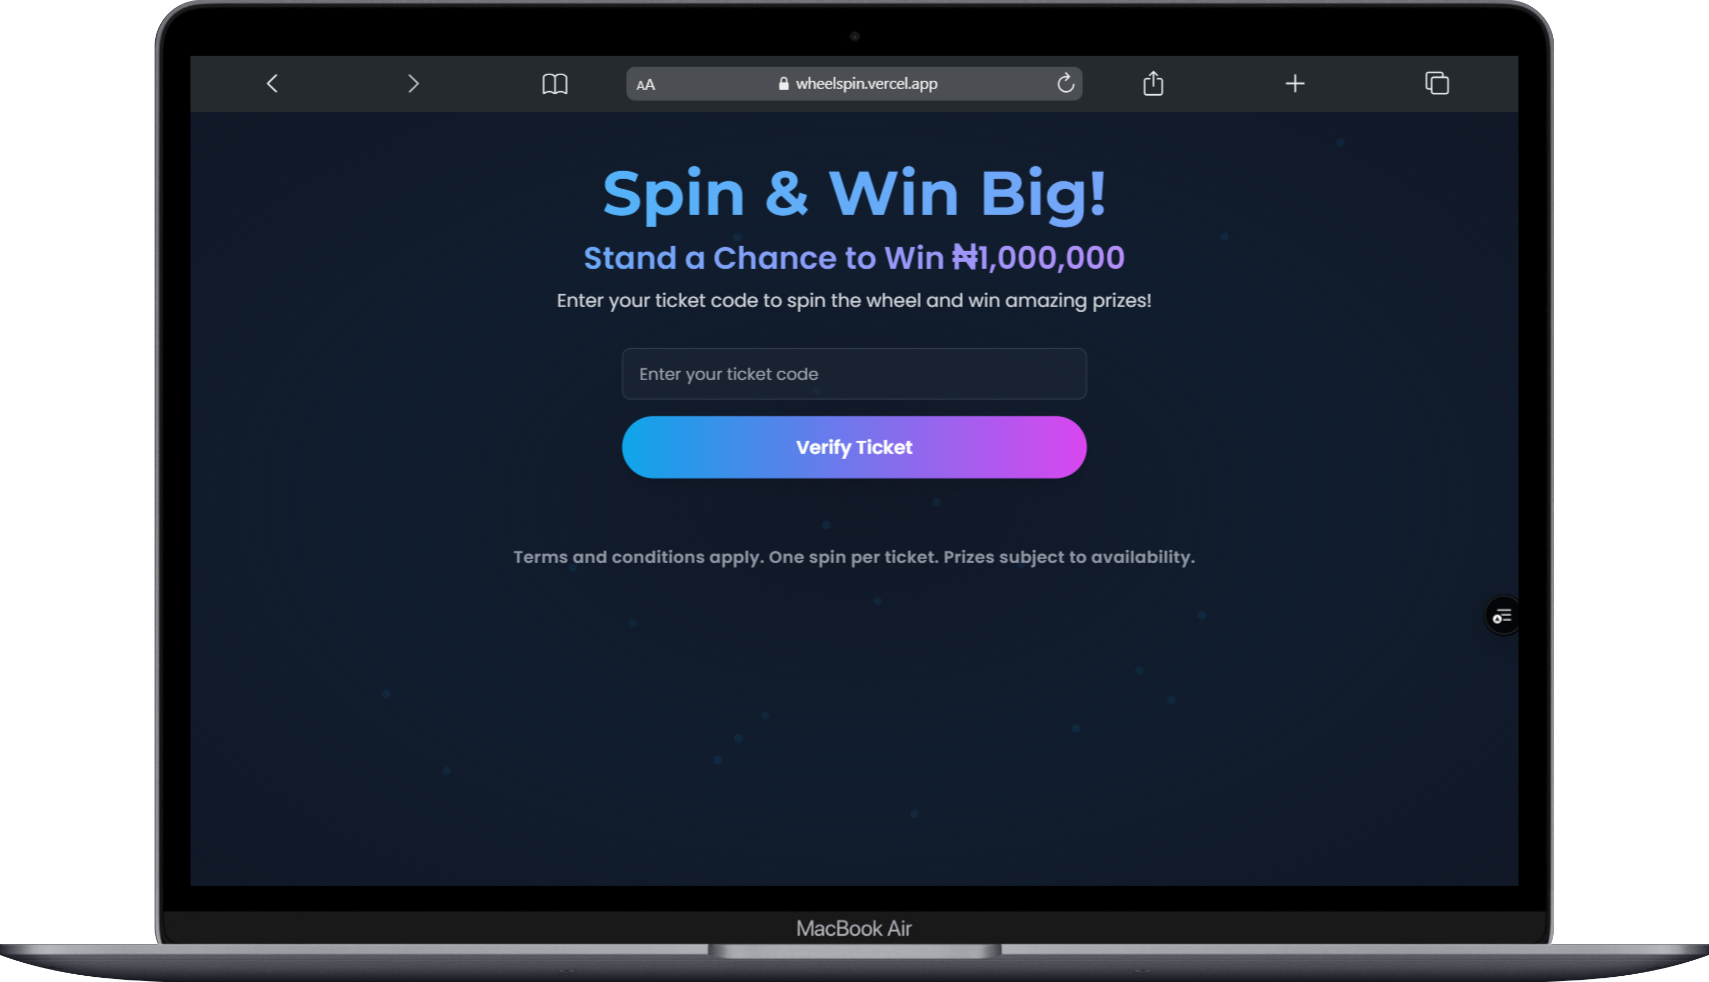 AA wheelspin.vercel.app
Spin & Win Big!
Stand a Chance to Win ₦1,000,000
Enter your ticket code to spin the wheel and win amazing prizes!
Enter your ticket code
Verify Ticket
Terms and conditions apply. One spin per ticket. Prizes subject to availability.
MacBook Air